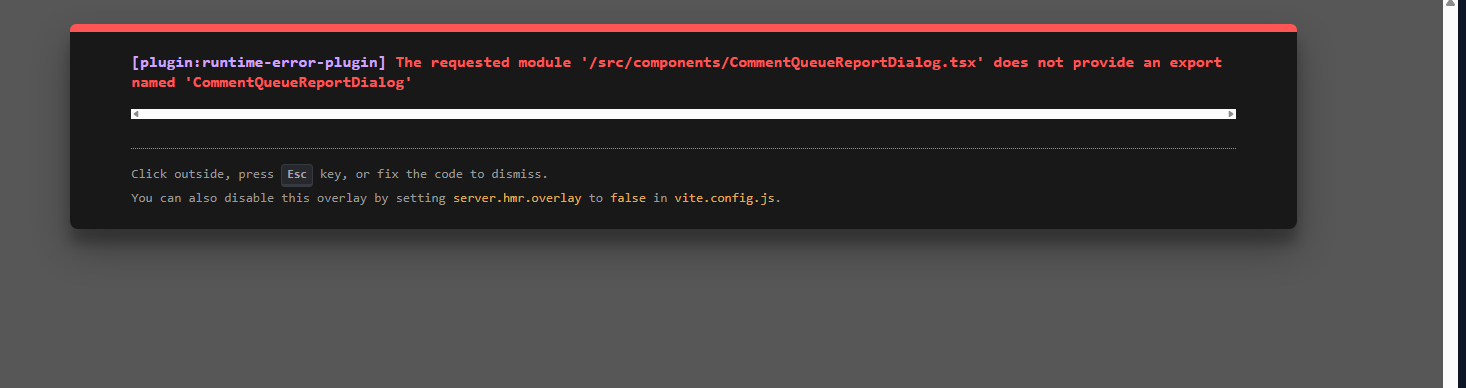 [plugin:runtime-error-plugin] The requested module '/src/components/CommentQueueReportDialog.tsx' does not provide an export
named 'CommentQueueReportDialog'
Click outside, press Esc key, or fix the code to dismiss.
You can also disable this overlay by setting server.hmr.overlay to false in vite.config.js.